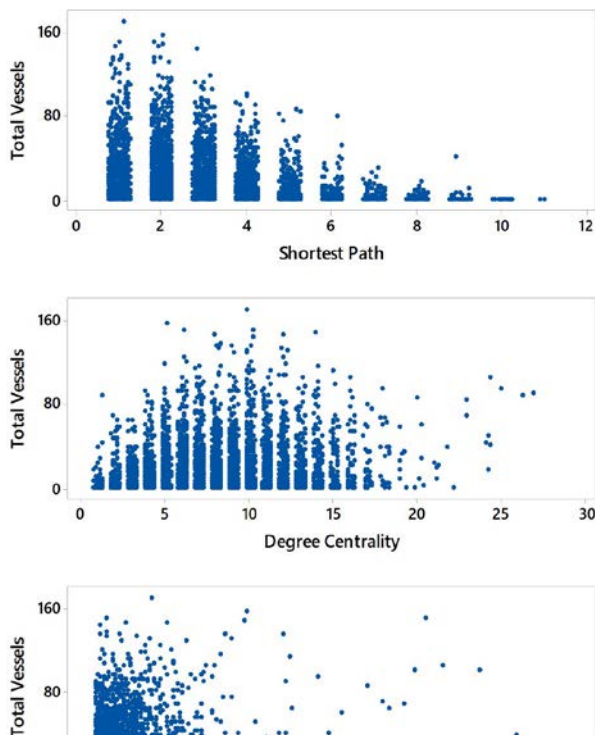 Total Vessels
160
80
0
0 2 4 6 8 10 12
Shortest Path
Total Vessels
160
80
0
0 5 10 15 20 25 30
Degree Centrality
Total Vessels
160
80